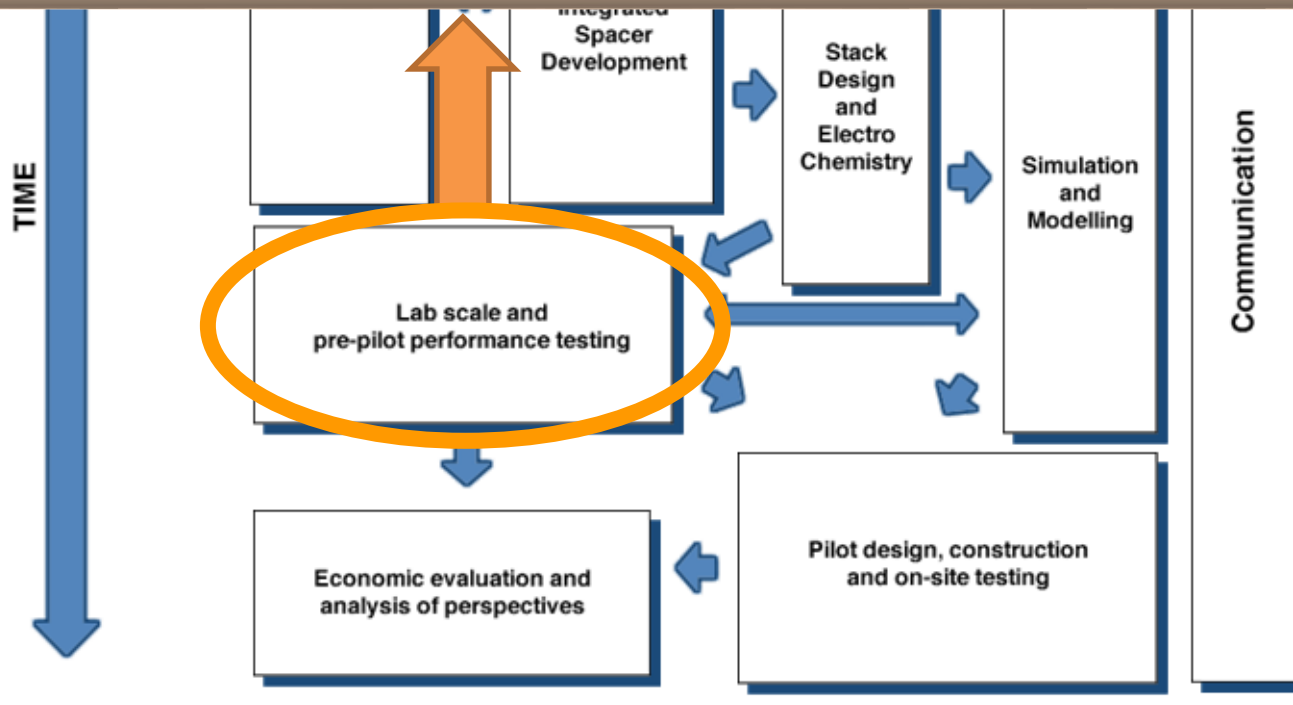 TIME
Integrated
Spacer
Development
Stack
Design
and
Electro
Chemistry
Simulation
and
Modelling
Communication
Lab scale and
pre-pilot performance testing
Pilot design, construction
and on-site testing
Economic evaluation and
analysis of perspectives